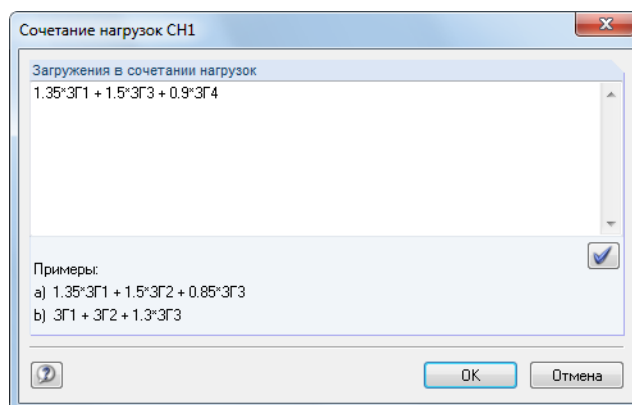 Сочетание нагрузок СН1
Загружения в сочетании нагрузок
1.35*ЗГ1 + 1.5*ЗГ3 + 0.9*ЗГ4
Примеры:
a) 1.35*ЗГ1 + 1.5*ЗГ2 + 0.85*ЗГ3
b) ЗГ1 + ЗГ2 + 1.3*ЗГ3
OK
Отмена